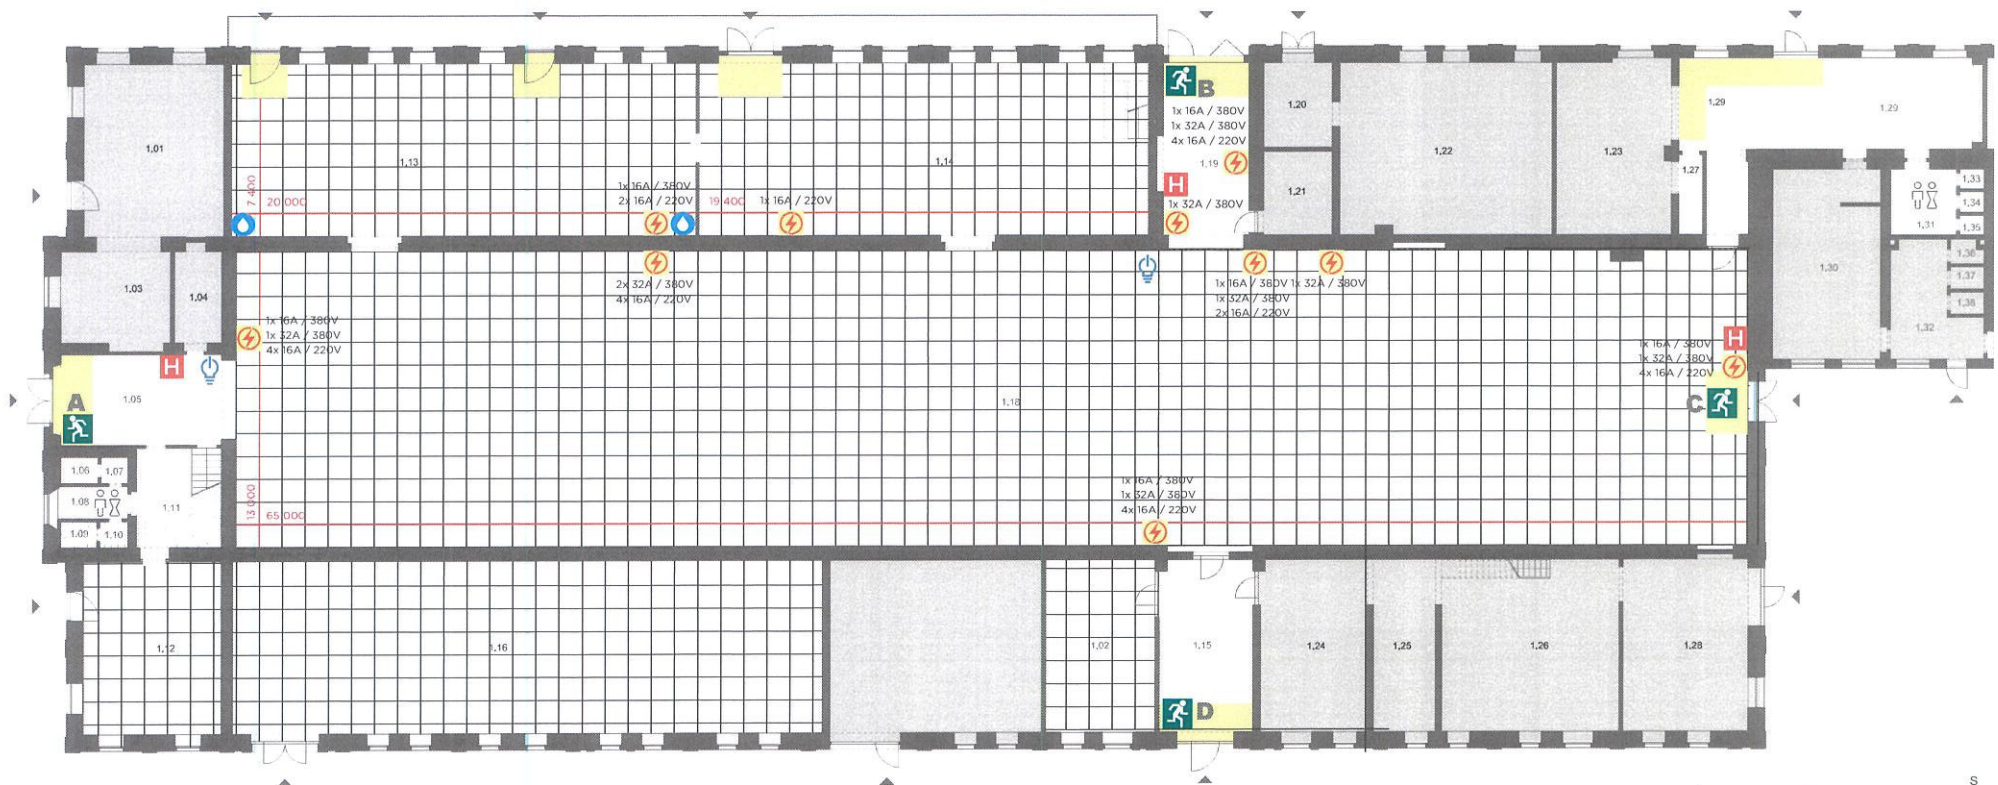 B
1x 16A / 380V
1x 32A / 380V
4x 16A / 220V
1,19
H
1x 32A / 380V
1,20
1,21
1,22
1,23
1,29
1,29
1,27
1,33
1,34
1,35
1,31
1,36
1,37
1,38
1,30
1,32
1,01
1,13
1,14
7 400
20 000
1x 16A / 380V
2x 16A / 220V
19 400
1x 16A / 220V
1,03
1,04
2x 32A / 380V
4x 16A / 220V
1x 16A / 380V
1x 32A / 380V
2x 16A / 220V
1x 32A / 380V
1x 16A / 380V
1x 32A / 380V
4x 16A / 220V
H
1x 16A / 380V
1x 32A / 380V
4x 16A / 220V
H
A
1,05
1,18
C
1,06
1,07
1,08
1,09
1,10
1,11
13 000
65 000
1x 16A / 380V
1x 32A / 380V
4x 16A / 220V
1,12
1,16
1,02
1,15
1,24
1,25
1,26
1,28
D
S